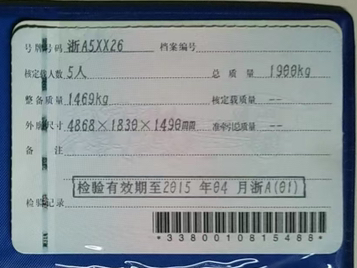 号牌号码 浙A5XX26 档案编号
核定载人数 5人 总质量 1900kg
整备质量 1469kg 核定载质量 --
外廓尺寸 4868×1830×1490mm 准牵引总质量 --
备注
检验有效期至2015 年04 月浙A(01)
检验记录
*3380010815488*